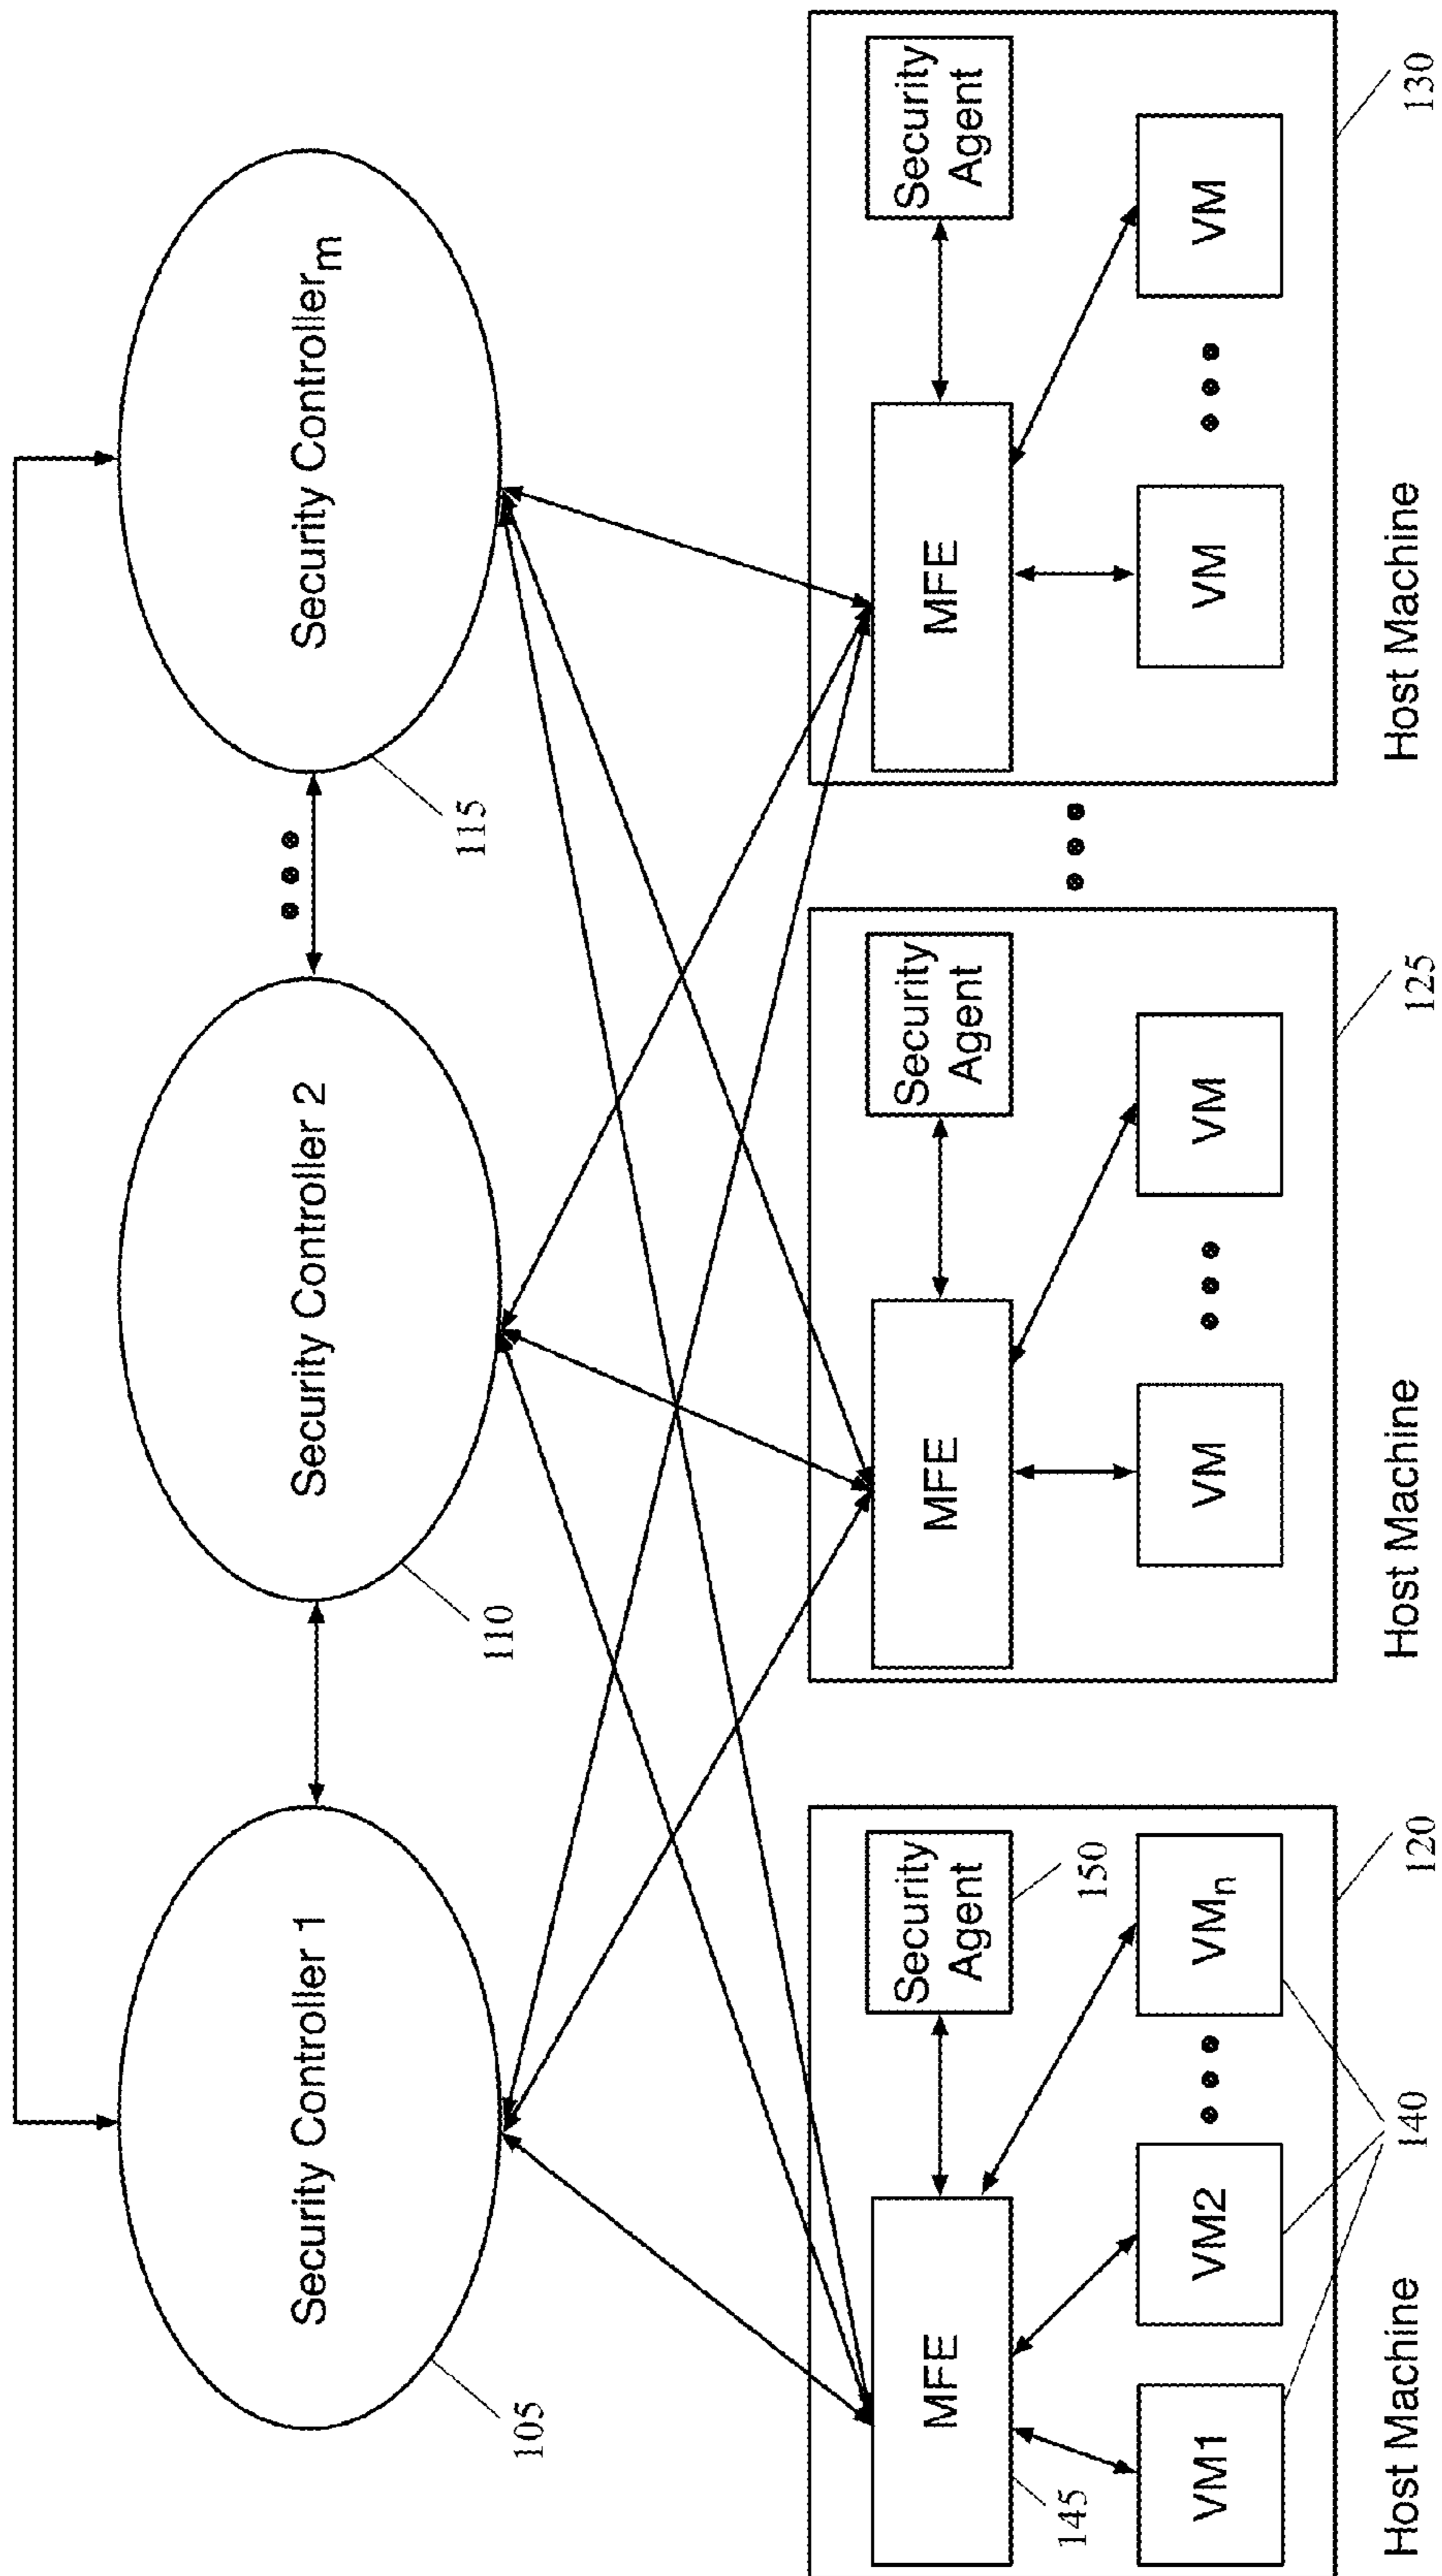 Security Controller 1
Security Controller 2
Security Controllerm
105
110
115
MFE
Security
Agent
MFE
Security
Agent
MFE
Security
Agent
145
150
VM1
VM2
VMn
VM
VM
VM
VM
140
Host Machine
120
Host Machine
125
Host Machine
130